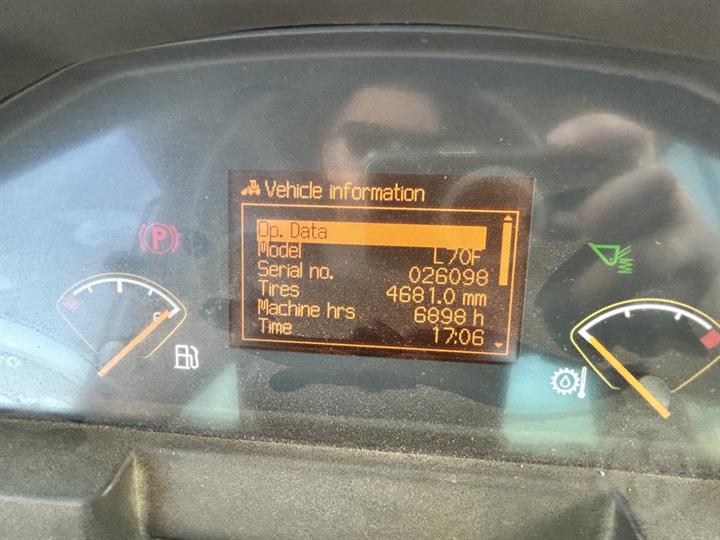 Vehicle information
Op. Data
Model L70F
Serial no. 026098
Tires 4681.0 mm
Machine hrs 6898 h
Time 17:06
P